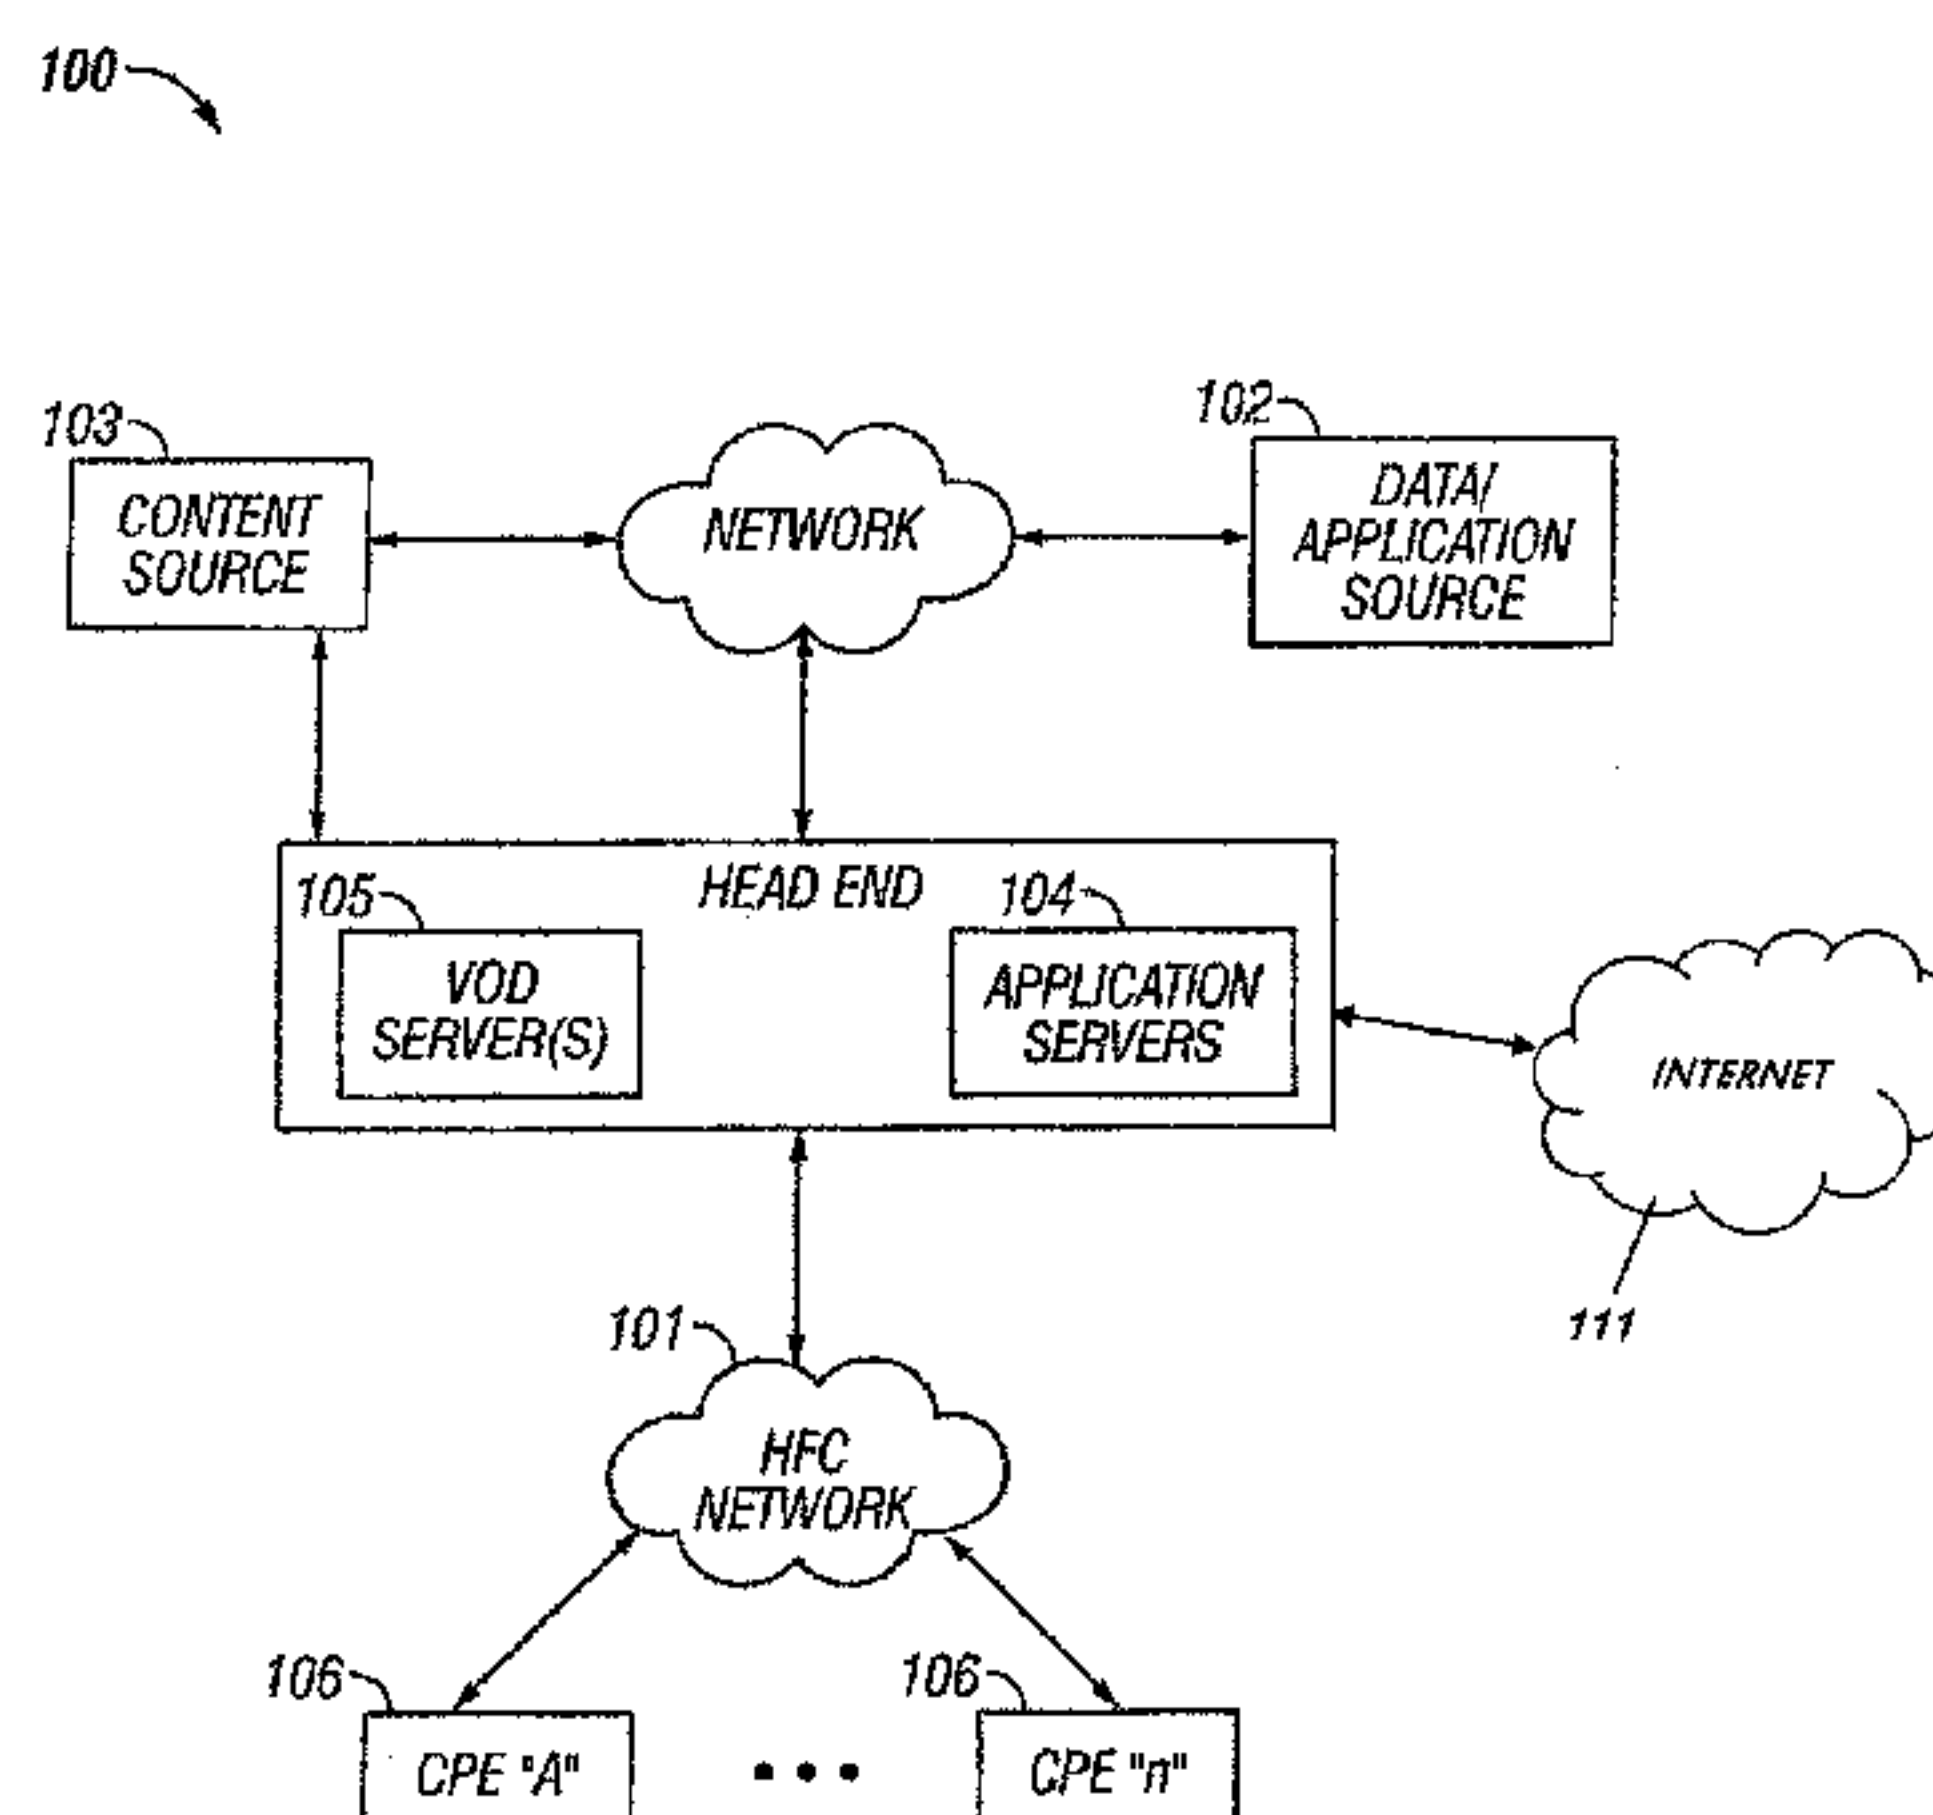 100
103
CONTENT
SOURCE
NETWORK
102
DATA/
APPLICATION
SOURCE
HEAD END
105
VOD
SERVER(S)
104
APPLICATION
SERVERS
INTERNET
111
101
HFC
NETWORK
106
CPE "A"
• • •
106
CPE "n"